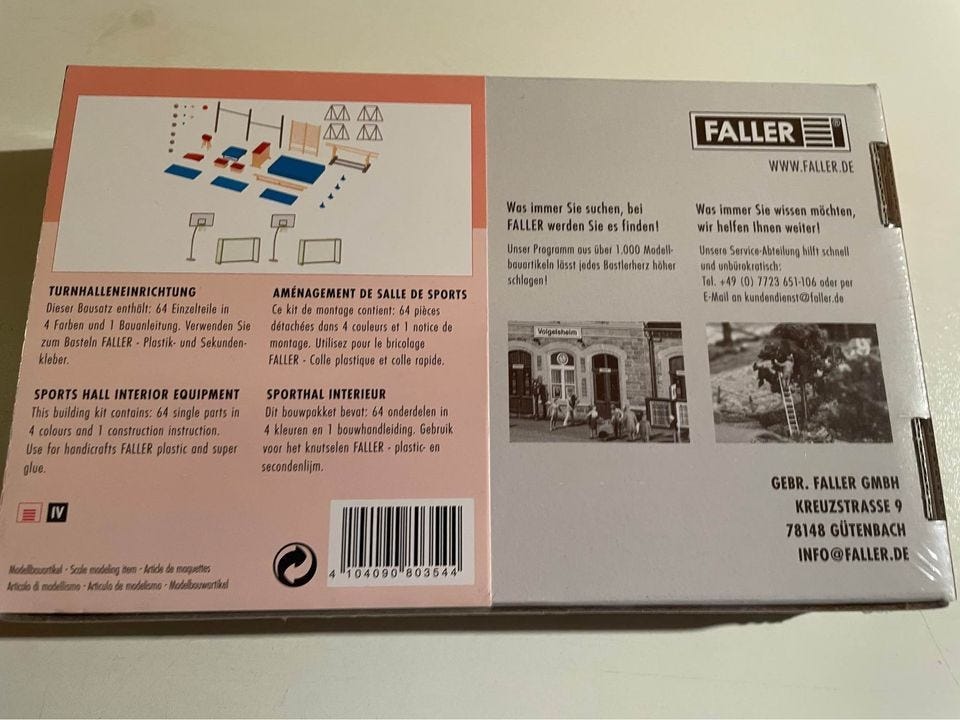 TURNHALLENEINRICHTUNG
Dieser Bausatz enthält: 64 Einzelteile in
4 Farben und 1 Bauanleitung. Verwenden Sie
zum Basteln FALLER - Plastik- und Sekunden-
kleber.
AMÉNAGEMENT DE SALLE DE SPORTS
Ce kit de montage contient: 64 pièces
détachées dans 4 couleurs et 1 notice de
montage. Utilisez pour le bricolage
FALLER - Colle plastique et colle rapide.
SPORTS HALL INTERIOR EQUIPMENT
This building kit contains: 64 single parts in
4 colours and 1 construction instruction.
Use for handicrafts FALLER plastic and super
glue.
SPORTHAL INTERIEUR
Dit bouwpakket bevat: 64 onderdelen in
4 kleuren en 1 bouwhandleiding. Gebruik
voor het knutselen FALLER - plastic- en
secondenlijm.
IV
Modellbauartikel - Scale modeling item - Article de maquettes
Articolo di modellismo - Artículo de modelismo - Modelbouwartikel
4 104090 803544
FALLER ®
WWW.FALLER.DE
Was immer Sie suchen, bei
FALLER werden Sie es finden!
Unser Programm aus über 1.000 Modell-
bauartikeln lässt jedes Bastlerherz höher
schlagen!
Was immer Sie wissen möchten,
wir helfen Ihnen weiter!
Unsere Service-Abteilung hilft schnell
und unbürokratisch:
Tel. +49 (0) 7723 651-106 oder per
E-Mail an kundendienst@faller.de
Volgelsheim
GEBR. FALLER GMBH
KREUZSTRASSE 9
78148 GÜTENBACH
INFO@FALLER.DE